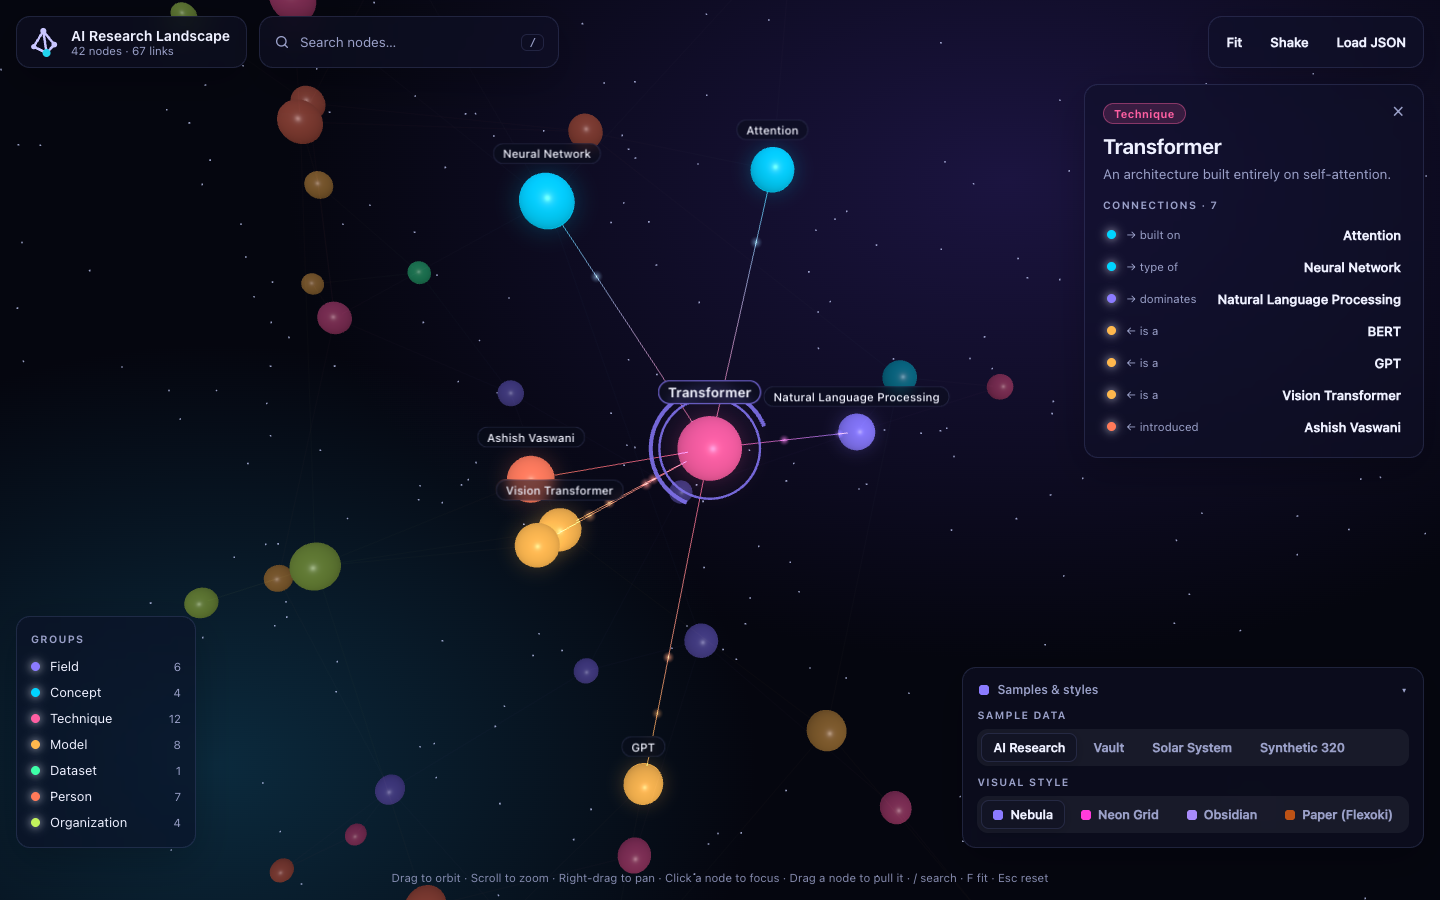 AI Research Landscape
42 nodes · 67 links
Search nodes...
/
Fit
Shake
Load JSON
Technique
×
Transformer
An architecture built entirely on self-attention.
CONNECTIONS · 7
→ built on Attention
→ type of Neural Network
→ dominates Natural Language Processing
← is a BERT
← is a GPT
← is a Vision Transformer
← introduced Ashish Vaswani
Attention
Neural Network
Transformer
Natural Language Processing
Ashish Vaswani
Vision Transformer
GPT
GROUPS
Field 6
Concept 4
Technique 12
Model 8
Dataset 1
Person 7
Organization 4
Samples & styles
SAMPLE DATA
AI Research
Vault
Solar System
Synthetic 320
VISUAL STYLE
Nebula
Neon Grid
Obsidian
Paper (Flexoki)
Drag to orbit · Scroll to zoom · Right-drag to pan · Click a node to focus · Drag a node to pull it · / search · F fit · Esc reset